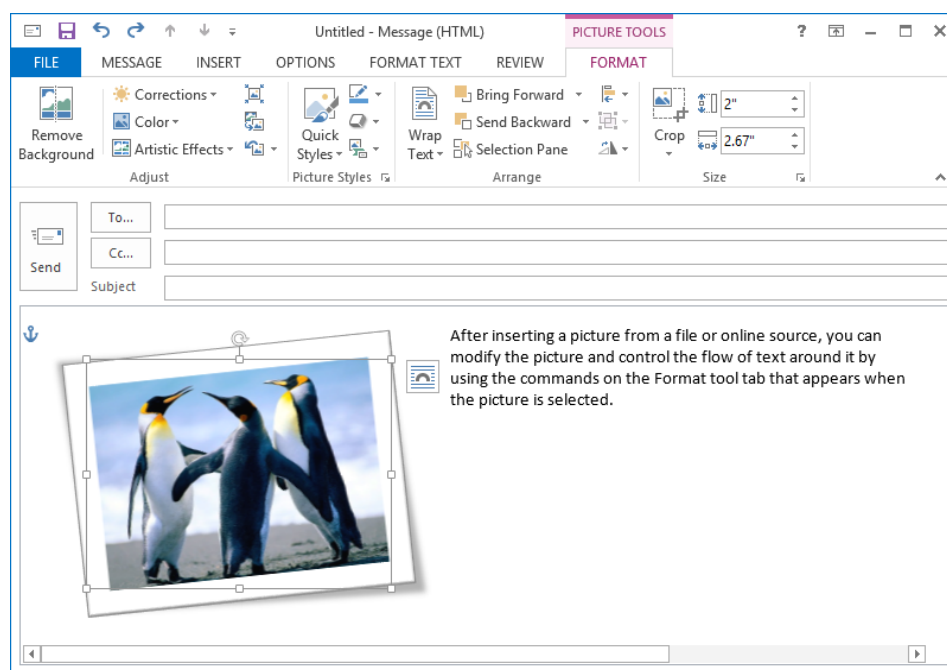 Untitled - Message (HTML)
PICTURE TOOLS
?
FILE MESSAGE INSERT OPTIONS FORMAT TEXT REVIEW FORMAT
Remove Background
Corrections
Color
Artistic Effects
Adjust
Quick Styles
Picture Styles
Wrap Text
Bring Forward
Send Backward
Selection Pane
Arrange
Crop
2"
2.67"
Size
Send
To...
Cc...
Subject
After inserting a picture from a file or online source, you can
modify the picture and control the flow of text around it by
using the commands on the Format tool tab that appears when
the picture is selected.